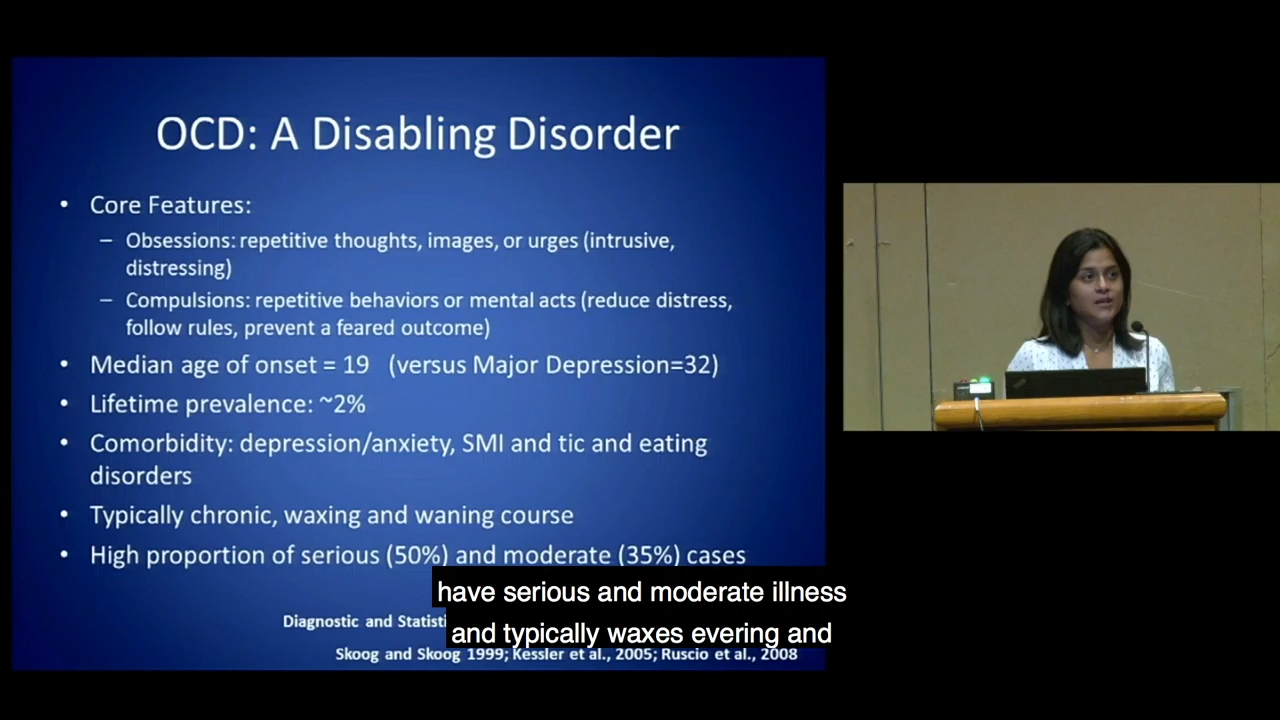 OCD: A Disabling Disorder
• Core Features:
– Obsessions: repetitive thoughts, images, or urges (intrusive,
distressing)
– Compulsions: repetitive behaviors or mental acts (reduce distress,
follow rules, prevent a feared outcome)
• Median age of onset = 19 (versus Major Depression=32)
• Lifetime prevalence: ~2%
• Comorbidity: depression/anxiety, SMI and tic and eating
disorders
• Typically chronic, waxing and waning course
• High proportion of serious (50%) and moderate (35%) cases
Diagnostic and
Skoog and Skoog 1999; Kessler et al., 2005; Ruscio et al., 2008
have serious and moderate illness
and typically waxes evering and